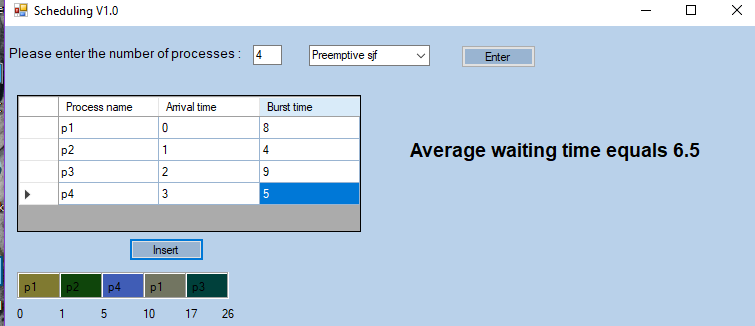 Scheduling V1.0
Please enter the number of processes : 4 Preemptive sjf Enter
Process name Arrival time Burst time
p1 0 8
p2 1 4
p3 2 9
p4 3 5
Average waiting time equals 6.5
Insert
p1 p2 p4 p1 p3
0 1 5 10 17 26